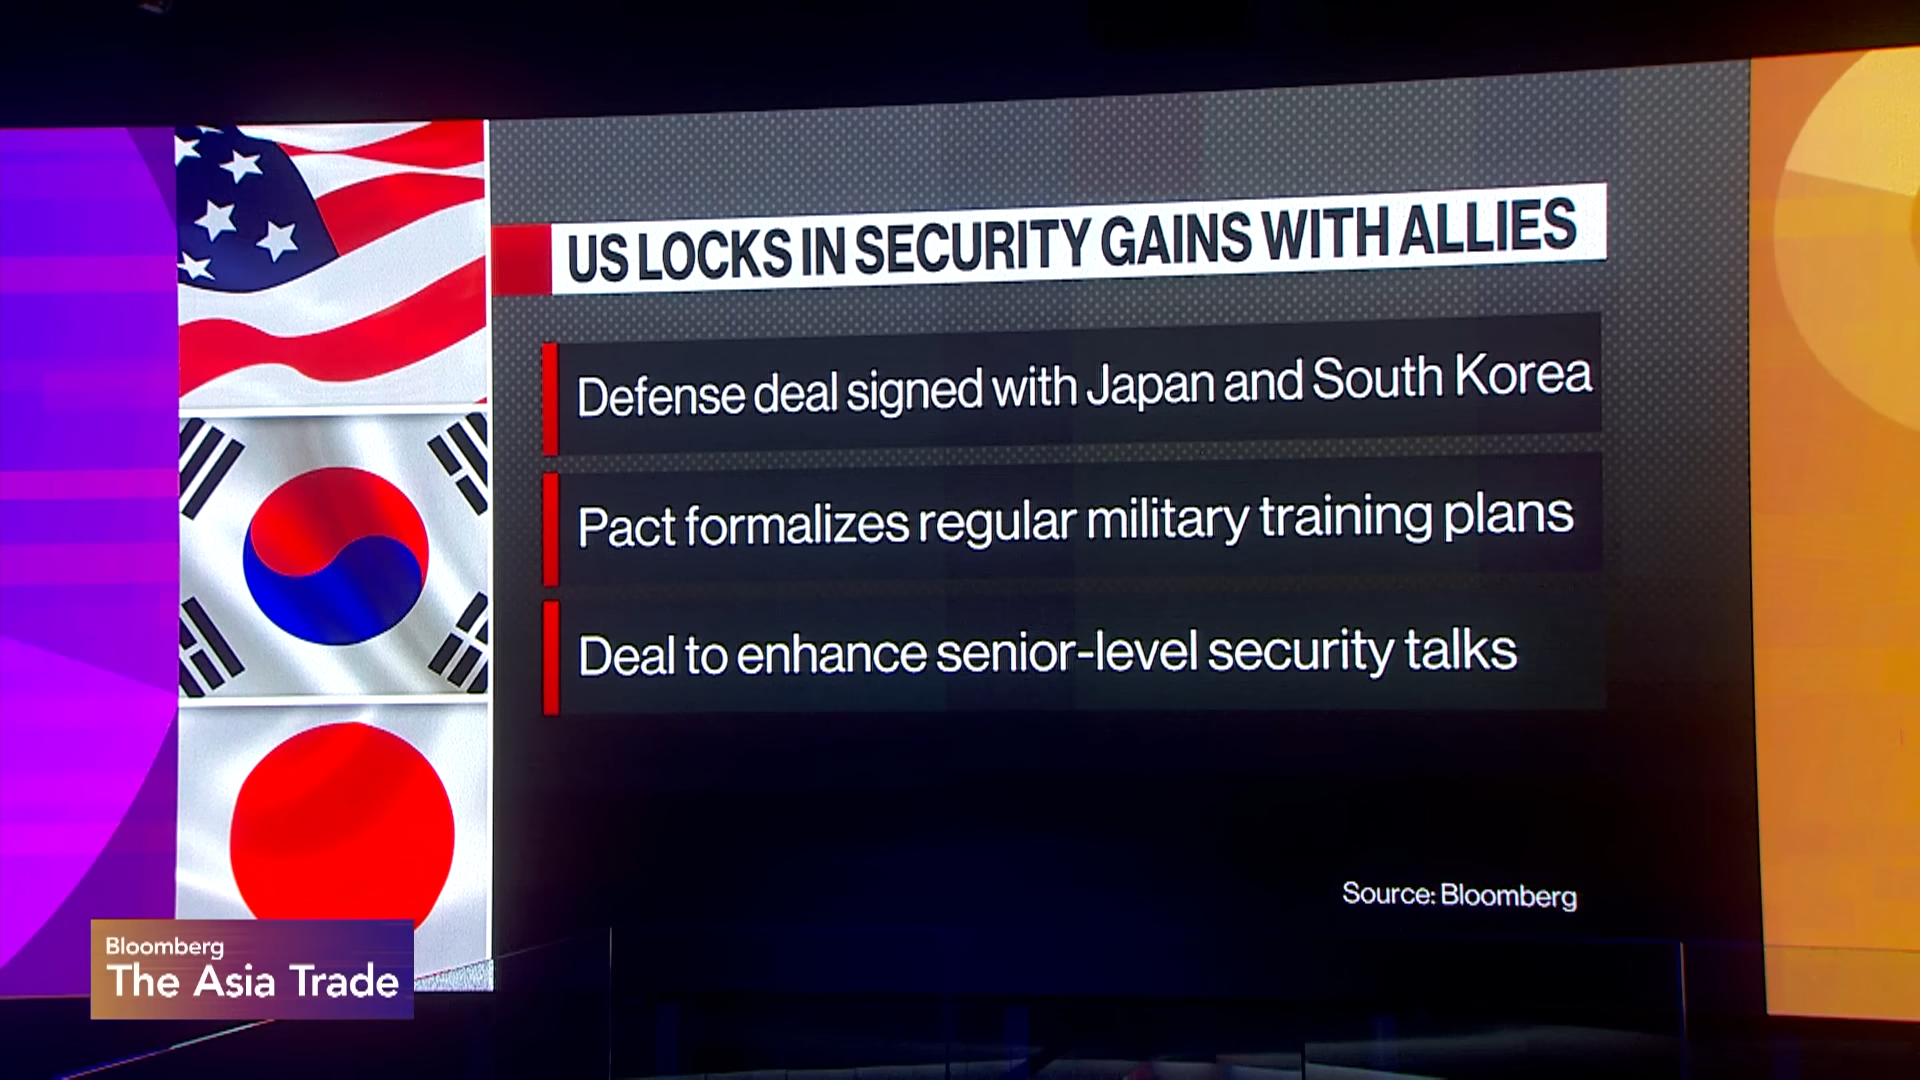 US LOCKS IN SECURITY GAINS WITH ALLIES
Defense deal signed with Japan and South Korea
Pact formalizes regular military training plans
Deal to enhance senior-level security talks
Source: Bloomberg
Bloomberg
The Asia Trade